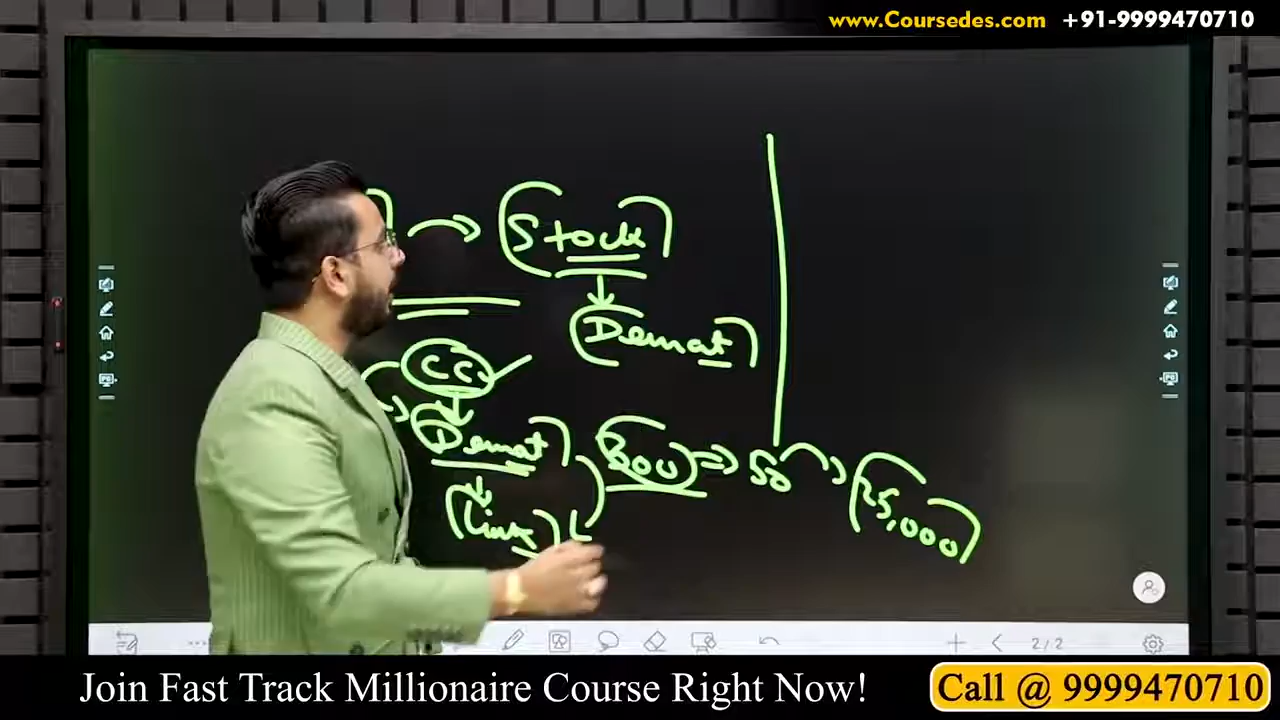 www.Coursedes.com +91-9999470710
Stock
Demat
CC
Demat
500 ⇒ 50 → 25,000
Link
2/2
Join Fast Track Millionaire Course Right Now!
Call @ 9999470710